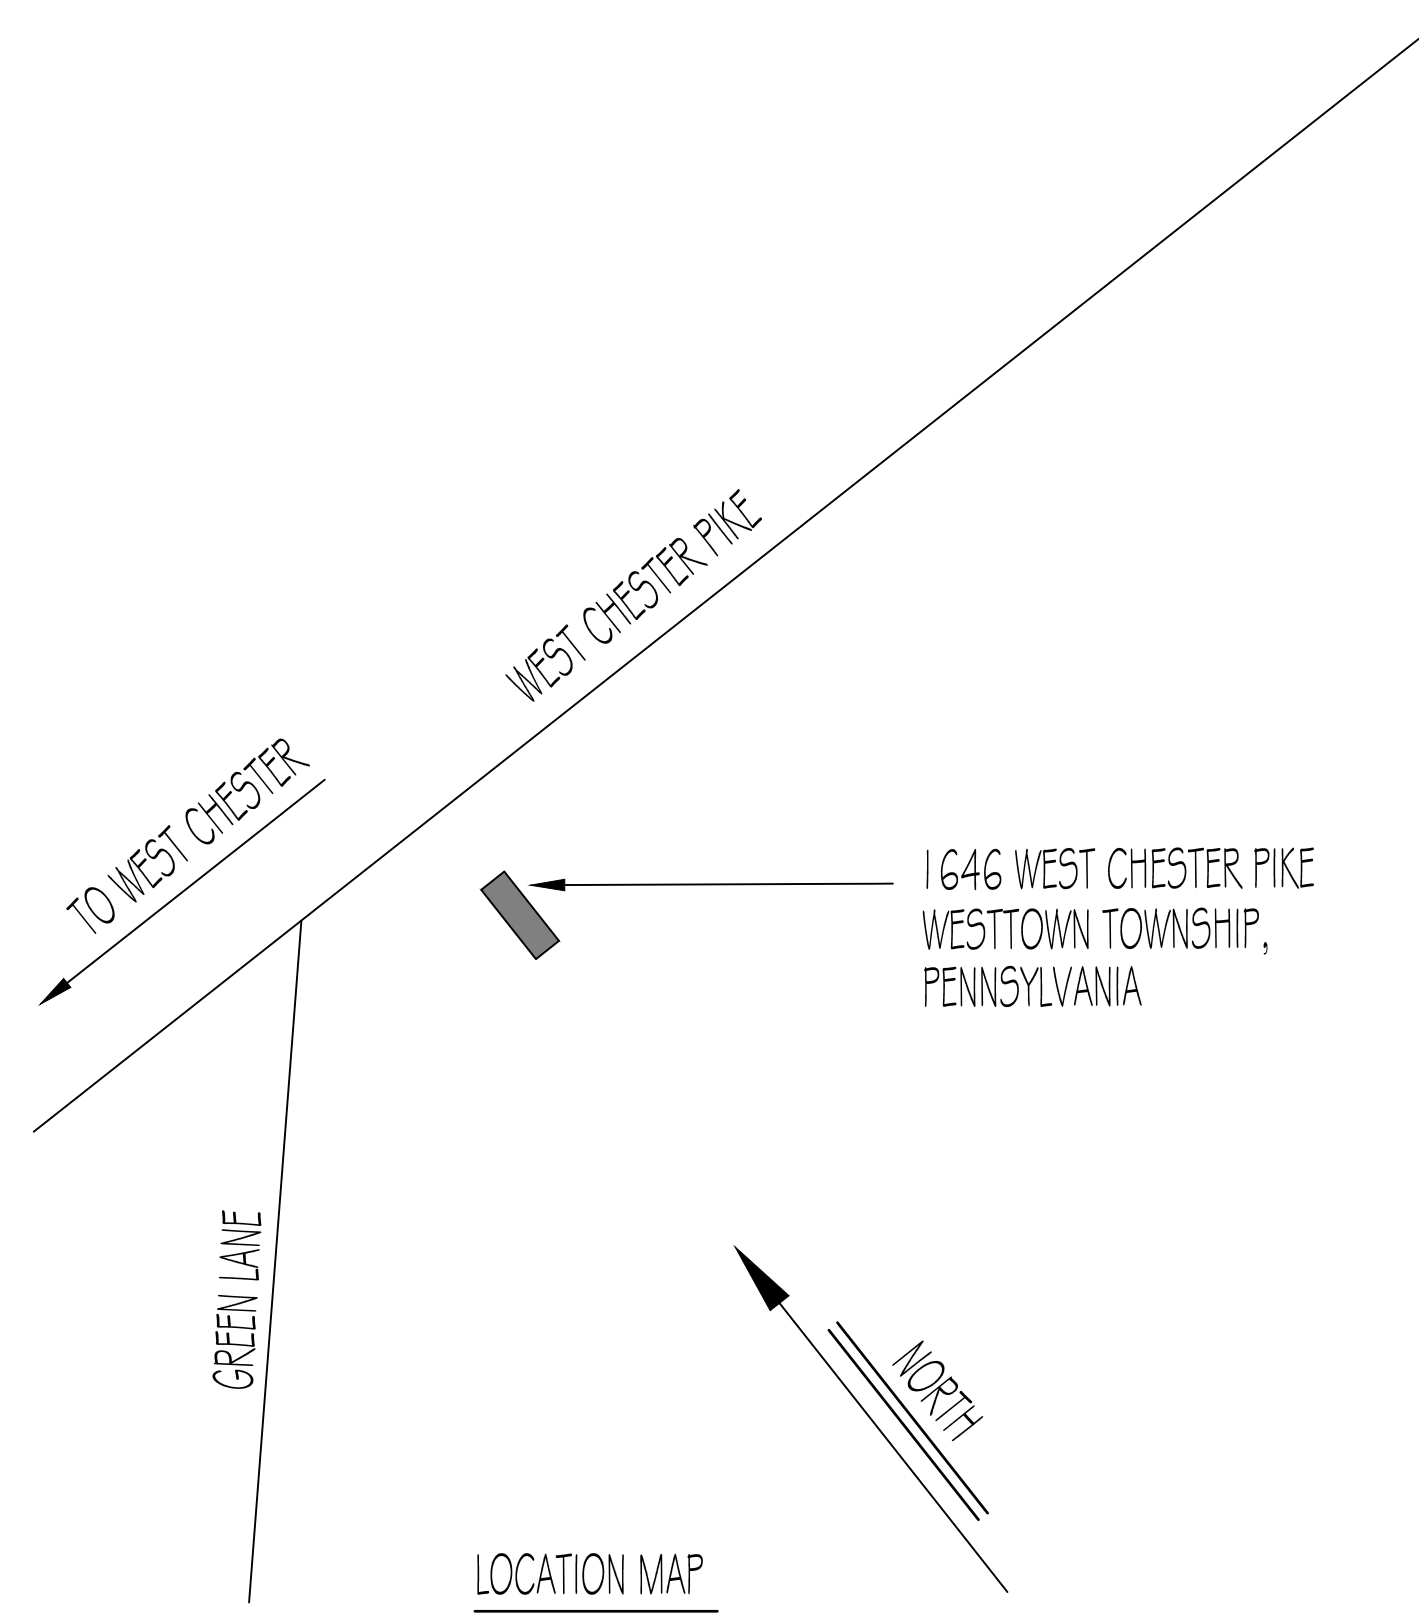 WEST CHESTER PIKE
TO WEST CHESTER
1646 WEST CHESTER PIKE
WESTTOWN TOWNSHIP,
PENNSYLVANIA
GREEN LANE
NORTH
LOCATION MAP